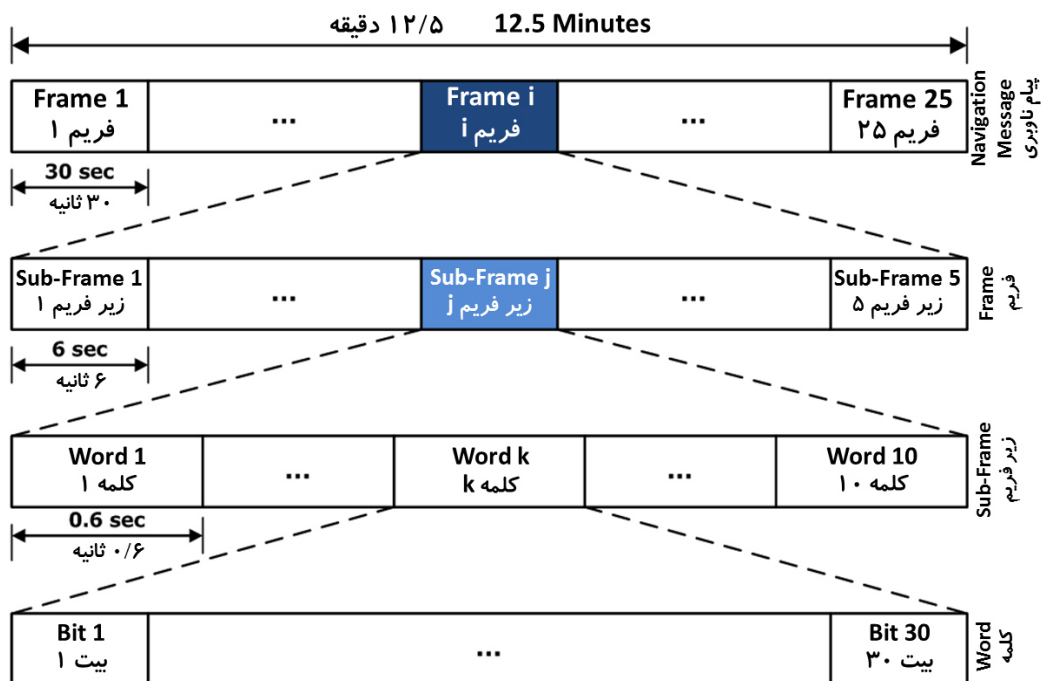 ۱۲/۵ دقیقه 12.5 Minutes
Frame 1
فریم ۱
...
Frame i
فریم i
...
Frame 25
فریم ۲۵
Navigation
Message
پیام ناوبری
30 sec
۳۰ ثانیه
Sub-Frame 1
زیر فریم ۱
...
Sub-Frame j
زیر فریم j
...
Sub-Frame 5
زیر فریم ۵
Frame
فریم
6 sec
۶ ثانیه
Word 1
کلمه ۱
...
Word k
کلمه k
...
Word 10
کلمه ۱۰
Sub-Frame
زیر فریم
0.6 sec
۰/۶ ثانیه
Bit 1
بیت ۱
...
Bit 30
بیت ۳۰
Word
کلمه